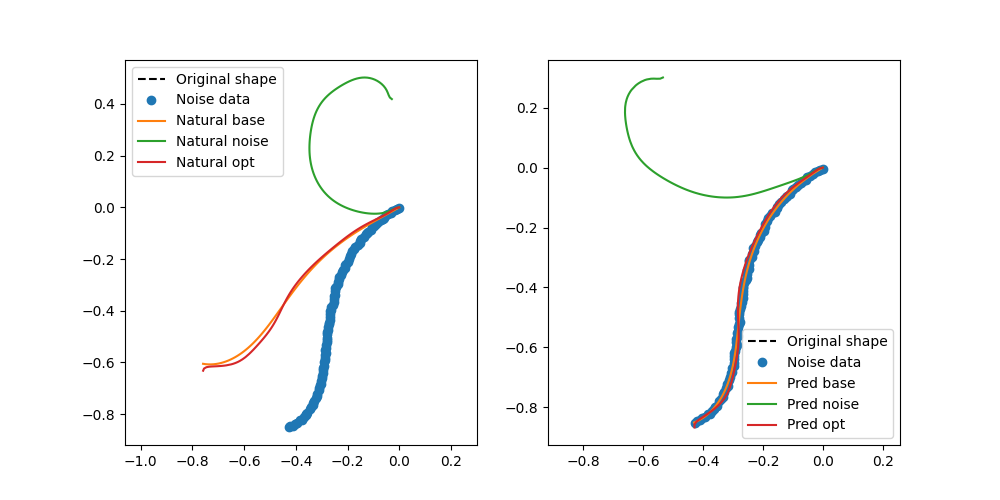 Original shape
Noise data
Natural base
Natural noise
Natural opt
0.4
0.2
0.0
−0.2
−0.4
−0.6
−0.8
−1.0
−0.8
−0.6
−0.4
−0.2
0.0
0.2
0.2
0.0
−0.2
−0.4
−0.6
−0.8
Original shape
Noise data
Pred base
Pred noise
Pred opt
−0.8
−0.6
−0.4
−0.2
0.0
0.2